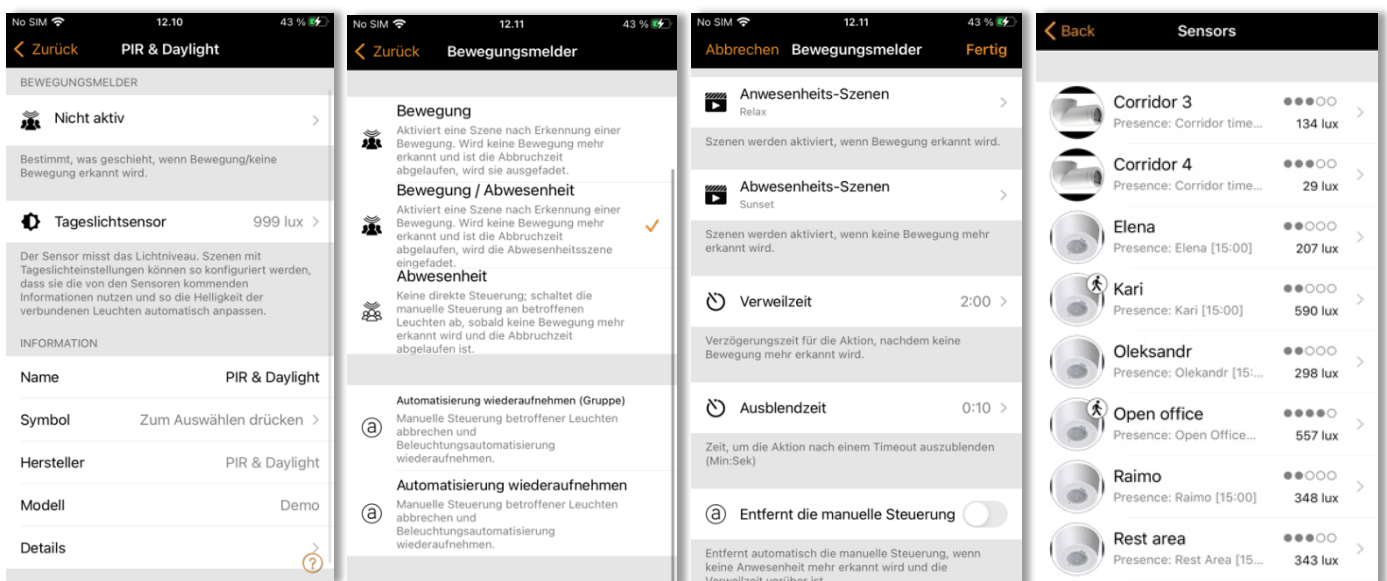 No SIM 12.10 43 %
Zurück PIR & Daylight
BEWEGUNGSMELDER
Nicht aktiv
Bestimmt, was geschieht, wenn Bewegung/keine
Bewegung erkannt wird.
Tageslichtsensor 999 lux
Der Sensor misst das Lichtniveau. Szenen mit
Tageslichteinstellungen können so konfiguriert werden,
dass sie die von den Sensoren kommenden
Informationen nutzen und so die Helligkeit der
verbundenen Leuchten automatisch anpassen.
INFORMATION
Name PIR & Daylight
Symbol Zum Auswählen drücken
Hersteller PIR & Daylight
Modell Demo
Details
?
No SIM 12.11 43 %
Zurück Bewegungsmelder
Bewegung
Aktiviert eine Szene nach Erkennung einer
Bewegung. Wird keine Bewegung mehr
erkannt und ist die Abbruchzeit
abgelaufen, wird sie ausgefadet.
Bewegung / Abwesenheit
Aktiviert eine Szene nach Erkennung einer
Bewegung. Wird keine Bewegung mehr
erkannt und ist die Abbruchzeit
abgelaufen, wird die Abwesenheitsszene
eingefadet.
Abwesenheit
Keine direkte Steuerung; schaltet die
manuelle Steuerung an betroffenen
Leuchten ab, sobald keine Bewegung mehr
erkannt wird und die Abbruchzeit
abgelaufen ist.
Automatisierung wiederaufnehmen (Gruppe)
a
Manuelle Steuerung betroffener Leuchten
abbrechen und
Beleuchtungsautomatisierung
wiederaufnehmen.
Automatisierung wiederaufnehmen
a
Manuelle Steuerung betroffener Leuchten
abbrechen und
Beleuchtungsautomatisierung
wiederaufnehmen.
No SIM 12.11 43 %
Abbrechen Bewegungsmelder Fertig
Anwesenheits-Szenen
Relax
Szenen werden aktiviert, wenn Bewegung erkannt wird.
Abwesenheits-Szenen
Sunset
Szenen werden aktiviert, wenn keine Bewegung mehr
erkannt wird.
Verweilzeit 2:00
Verzögerungszeit für die Aktion, nachdem keine
Bewegung mehr erkannt wird.
Ausblendzeit 0:10
Zeit, um die Aktion nach einem Timeout auszublenden
(Min:Sek)
a Entfernt die manuelle Steuerung
Entfernt automatisch die manuelle Steuerung, wenn
keine Anwesenheit mehr erkannt wird und die
Verweilzeit vorüber ist
Back Sensors
Corridor 3
Presence: Corridor time... 134 lux
Corridor 4
Presence: Corridor time... 29 lux
Elena
Presence: Elena [15:00] 207 lux
Kari
Presence: Kari [15:00] 590 lux
Oleksandr
Presence: Olekandr [15:... 298 lux
Open office
Presence: Open Office... 557 lux
Raimo
Presence: Raimo [15:00] 348 lux
Rest area
Presence: Rest Area [15... 343 lux